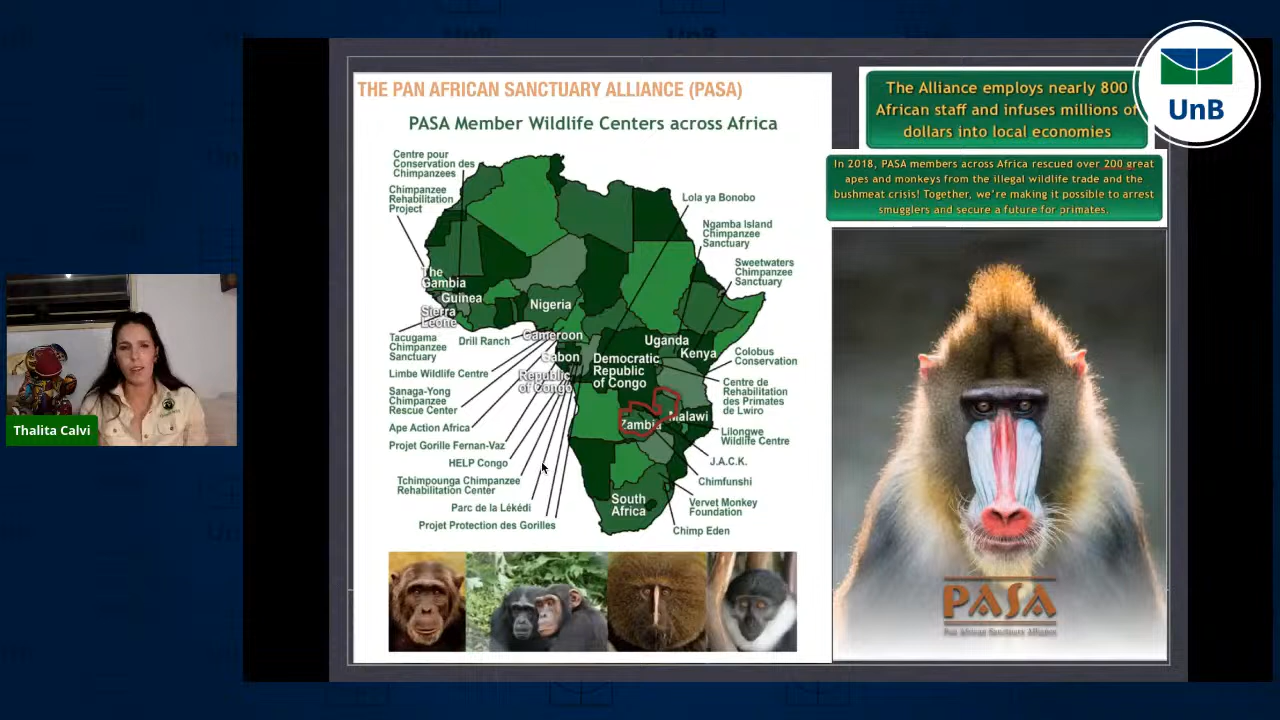 THE PAN AFRICAN SANCTUARY ALLIANCE (PASA)
PASA Member Wildlife Centers across Africa
Centre pour
Conservation des
Chimpanzees
Chimpanzee
Rehabilitation
Project
The
Gambia
Guinea
Sierra
Leone
Tacugama
Chimpanzee
Sanctuary
Drill Ranch
Limbe Wildlife Centre
Sanaga-Yong
Chimpanzee
Rescue Center
Ape Action Africa
Projet Gorille Fernan-Vaz
HELP Congo
Tchimpounga Chimpanzee
Rehabilitation Center
Parc de la Lékédi
Projet Protection des Gorilles
Nigeria
Cameroon
Gabon
Republic
of Congo
Democratic
Republic
of Congo
Uganda
Kenya
Zambia
Malawi
South
Africa
Lola ya Bonobo
Ngamba Island
Chimpanzee
Sanctuary
Sweetwaters
Chimpanzee
Sanctuary
Colobus
Conservation
Centre de
Rehabilitation
des Primates
de Lwiro
Lilongwe
Wildlife Centre
J.A.C.K.
Chimfunshi
Vervet Monkey
Foundation
Chimp Eden
The Alliance employs nearly 800
African staff and infuses millions of
dollars into local economies
In 2018, PASA members across Africa rescued over 200 great
apes and monkeys from the illegal wildlife trade and the
bushmeat crisis! Together, we're making it possible to arrest
smugglers and secure a future for primates.
PASA
Pan African Sanctuary Alliance
UnB
Thalita Calvi